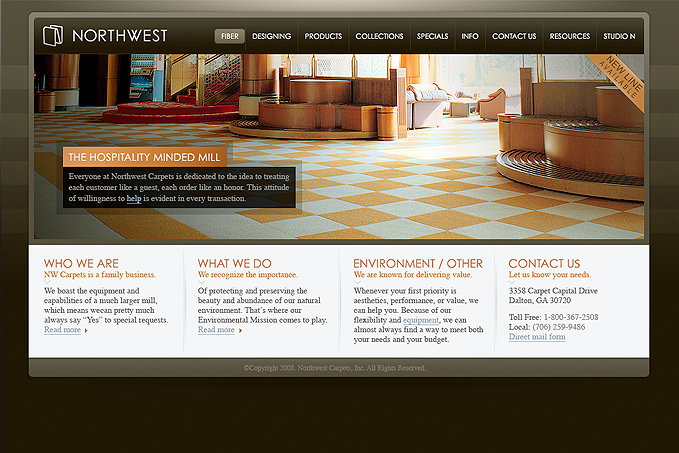 NORTHWEST
FIBER DESIGNING PRODUCTS COLLECTIONS SPECIALS INFO CONTACT US RESOURCES STUDIO N
NEW LINE
AVAILABLE
THE HOSPITALITY MINDED MILL
Everyone at Northwest Carpets is dedicated to the idea to treating
each customer like a guest, each order like an honor. This attitude
of willingness to help is evident in every transaction.
WHO WE ARE
NW Carpets is a family business.
We boast the equipment and
capabilities of a much larger mill,
which means wecan pretty much
always say “Yes” to special requests.
Read more
WHAT WE DO
We recognize the importance.
Of protecting and preserving the
beauty and abundance of our natural
environment. That’s where our
Environmental Mission comes to play.
Read more
ENVIRONMENT / OTHER
We are known for delivering value.
Whenever your first priority is
aesthetics, performance, or value, we
can help you. Because of our
flexibility and equipment, we can
almost always find a way to meet both
your needs and your budget.
CONTACT US
Let us know your needs.
3358 Carpet Capital Drive
Dalton, GA 30720
Toll Free: 1-800-367-2508
Local: (706) 259-9486
Direct mail form
©Copyright 2008. Northwest Carpets, Inc. All Rights Reserved.